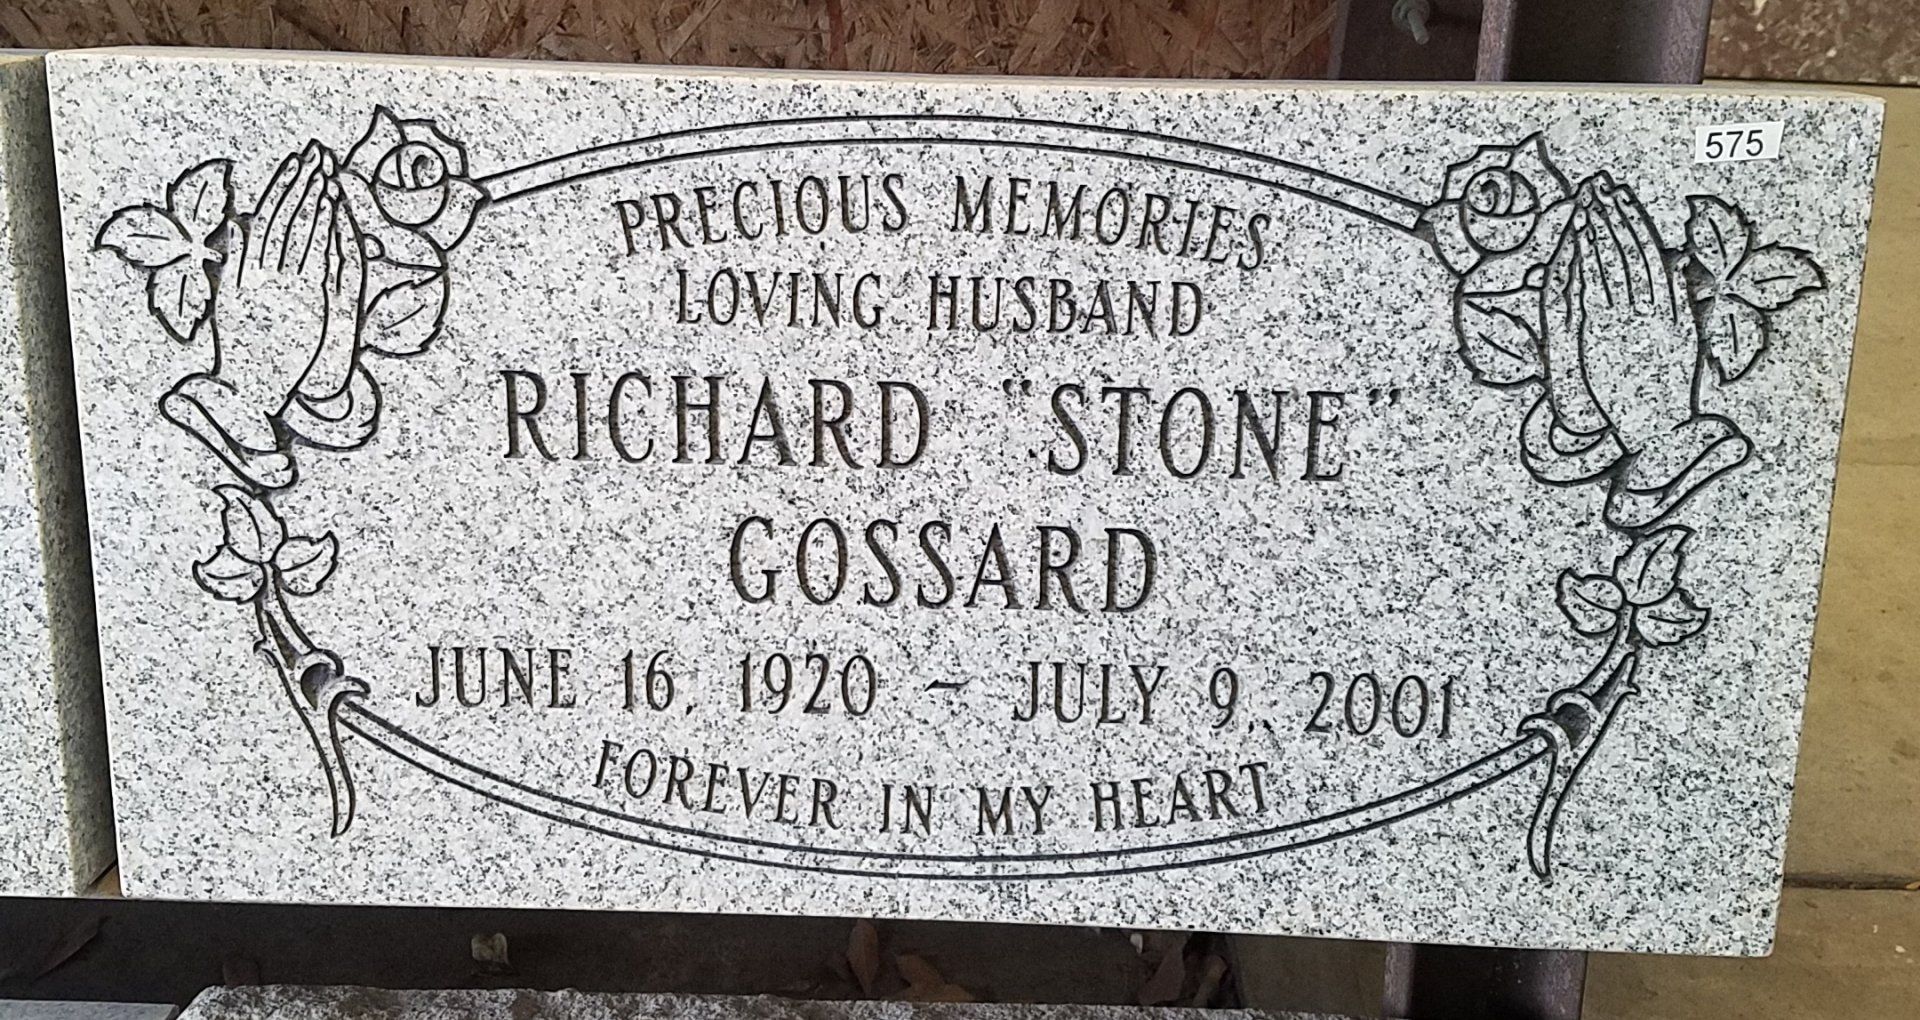 575
PRECIOUS MEMORIES
LOVING HUSBAND
RICHARD "STONE"
GOSSARD
JUNE 16, 1920 - JULY 9, 2001
FOREVER IN MY HEART